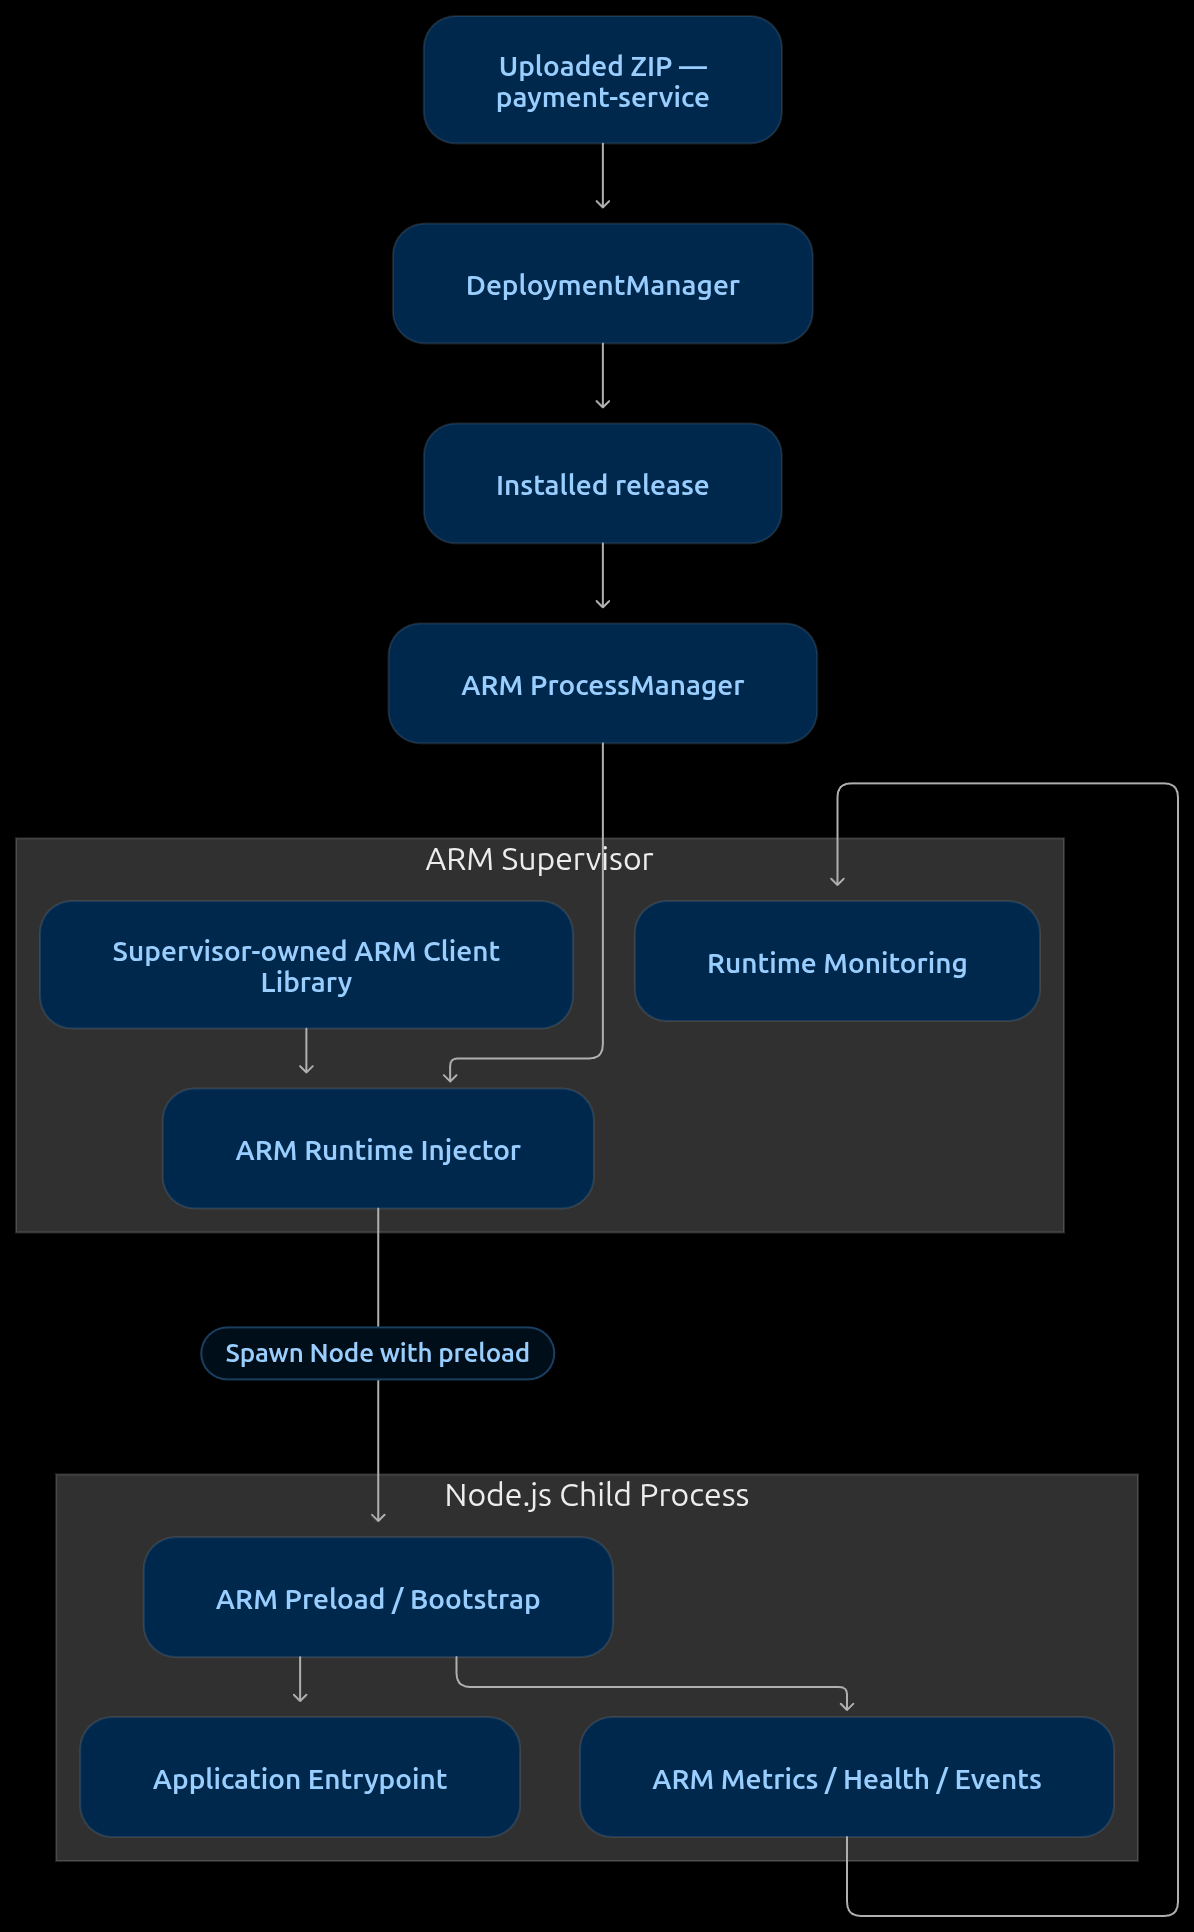 Uploaded ZIP —
payment-service
DeploymentManager
Installed release
ARM ProcessManager
ARM Supervisor
Supervisor-owned ARM Client
Library
Runtime Monitoring
ARM Runtime Injector
Spawn Node with preload
Node.js Child Process
ARM Preload / Bootstrap
Application Entrypoint
ARM Metrics / Health / Events